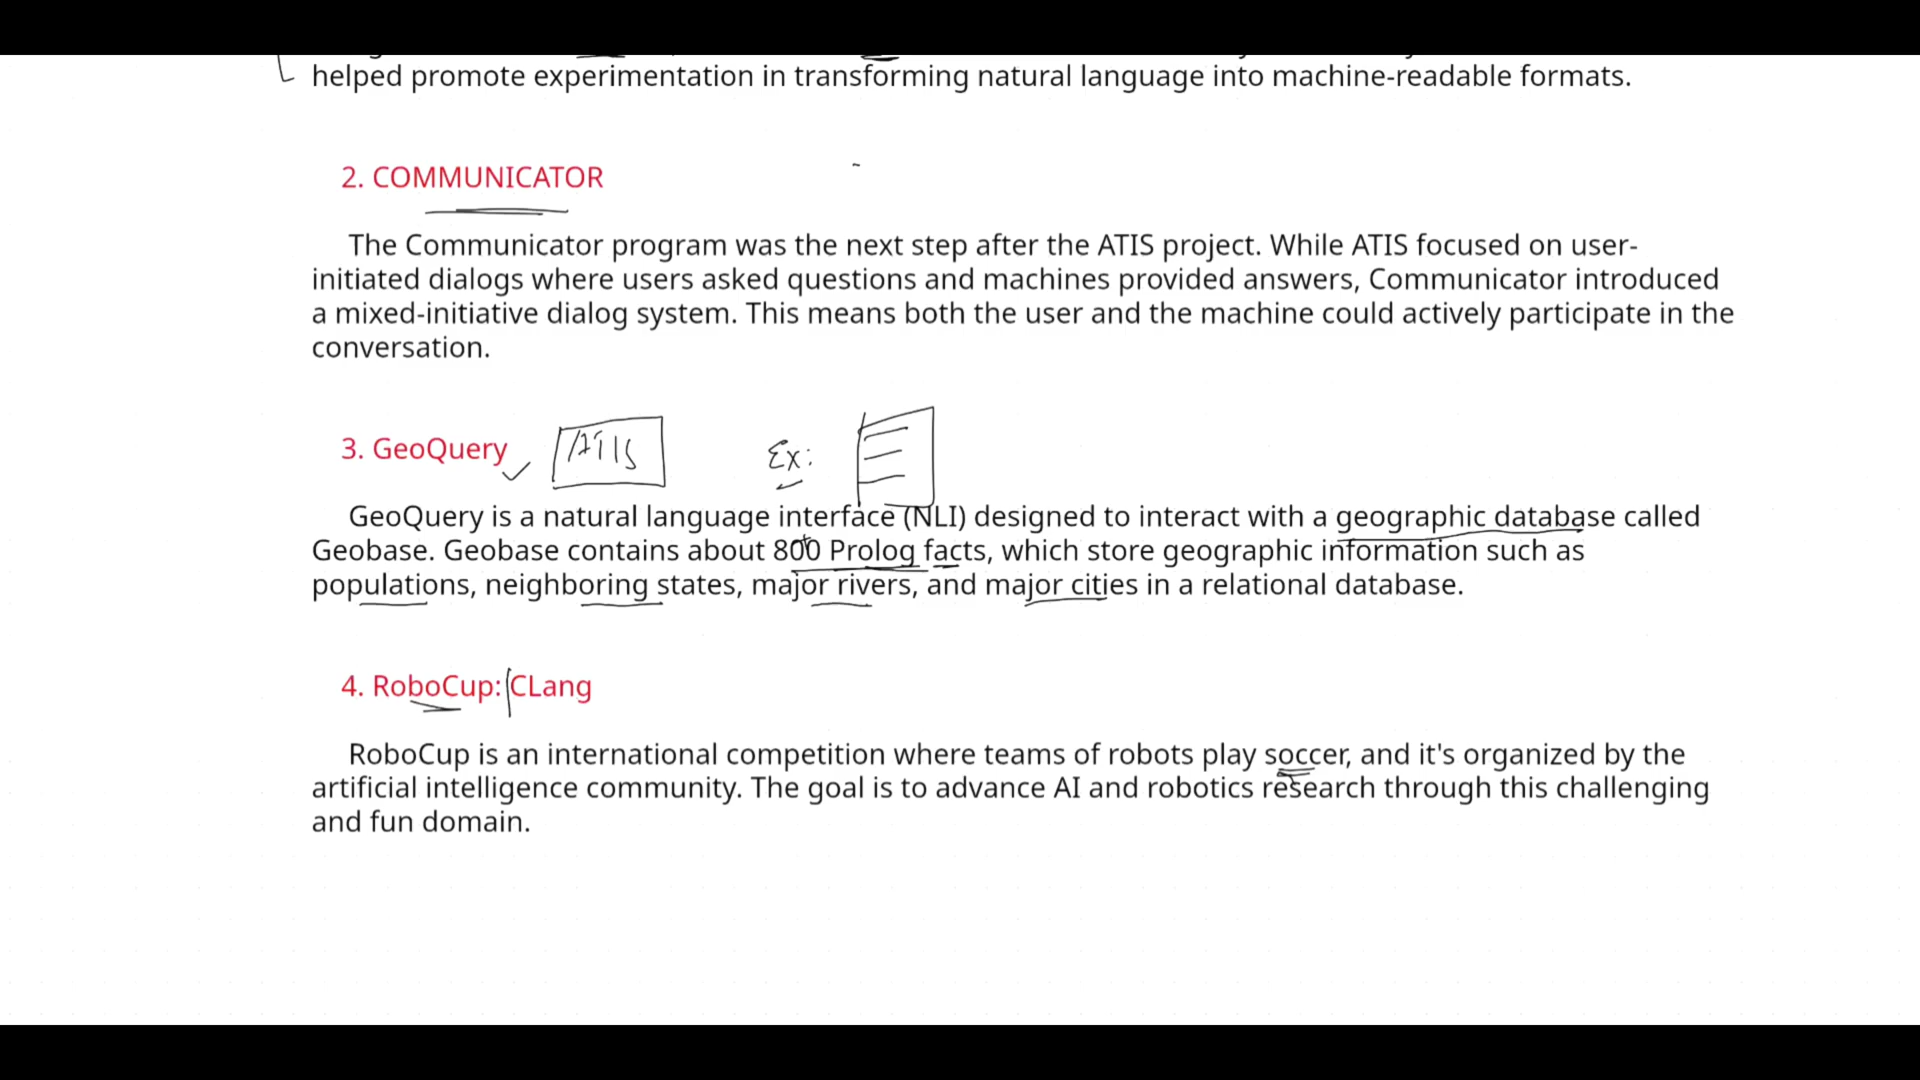 helped promote experimentation in transforming natural language into machine-readable formats.
2. COMMUNICATOR
The Communicator program was the next step after the ATIS project. While ATIS focused on user-
initiated dialogs where users asked questions and machines provided answers, Communicator introduced
a mixed-initiative dialog system. This means both the user and the machine could actively participate in the
conversation.
3. GeoQuery ATIS Ex:
GeoQuery is a natural language interface (NLI) designed to interact with a geographic database called
Geobase. Geobase contains about 800 Prolog facts, which store geographic information such as
populations, neighboring states, major rivers, and major cities in a relational database.
4. RoboCup: CLang
RoboCup is an international competition where teams of robots play soccer, and it's organized by the
artificial intelligence community. The goal is to advance AI and robotics research through this challenging
and fun domain.